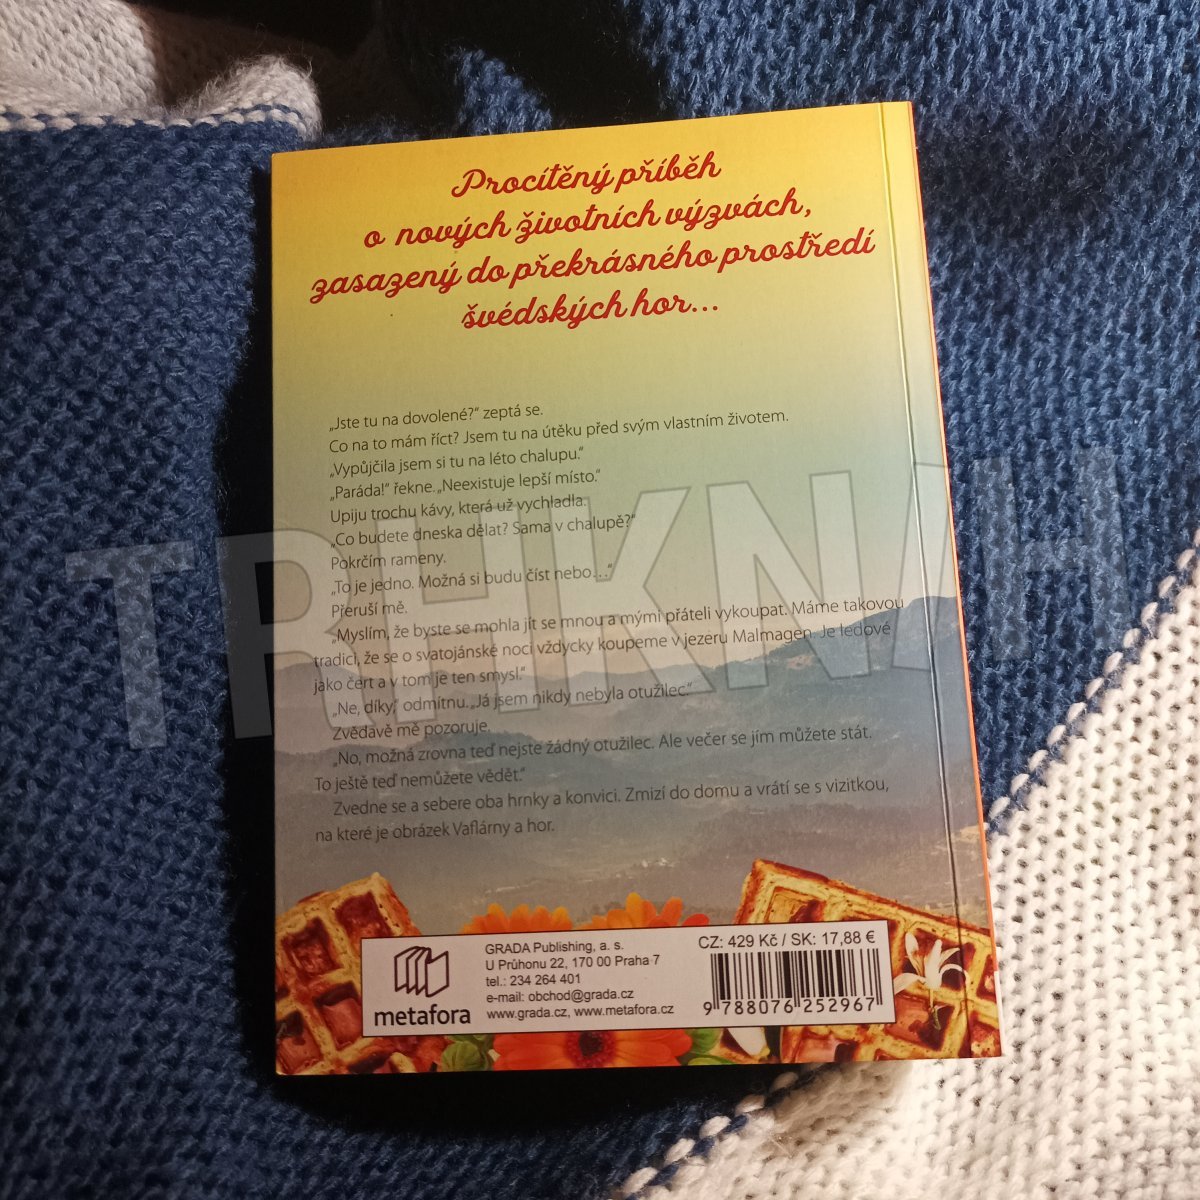 Procítěný příběh
o nových životních výzvách,
zasazený do překrásného prostředí
švédských hor...
„Jste tu na dovolené?“ zeptá se.
Co na to mám říct? Jsem tu na útěku před svým vlastním životem.
„Vypůjčila jsem si tu na léto chalupu.“
„Paráda!“ řekne. „Neexistuje lepší místo.“
Upiju trochu kávy, která už vychladla.
„Co budete dneska dělat? Sama v chalupě?“
Pokrčím rameny.
„To je jedno. Možná si budu číst nebo…“
Přeruší mě.
„Myslím, že byste se mohla jít se mnou a mými přáteli vykoupat. Máme takovou
tradici, že se o svatojánské noci vždycky koupeme v jezeru Malmagen. Je ledové
jako čert a v tom je ten smysl.“
„Ne, díky,“ odmítnu. „Já jsem nikdy nebyla otužilec.“
Zvědavě mě pozoruje.
„No, možná zrovna teď nejste žádný otužilec. Ale večer se jím můžete stát.
To ještě teď nemůžete vědět.“
Zvedne se a sebere oba hrnky a konvici. Zmizí do domu a vrátí se s vizitkou,
na které je obrázek Vaflárny a hor.
TRHKNIH
metafora
GRADA Publishing, a. s.
U Průhonu 22, 170 00 Praha 7
tel.: 234 264 401
e-mail: obchod@grada.cz
www.grada.cz, www.metafora.cz
CZ: 429 Kč / SK: 17,88 €
9 788076 252967